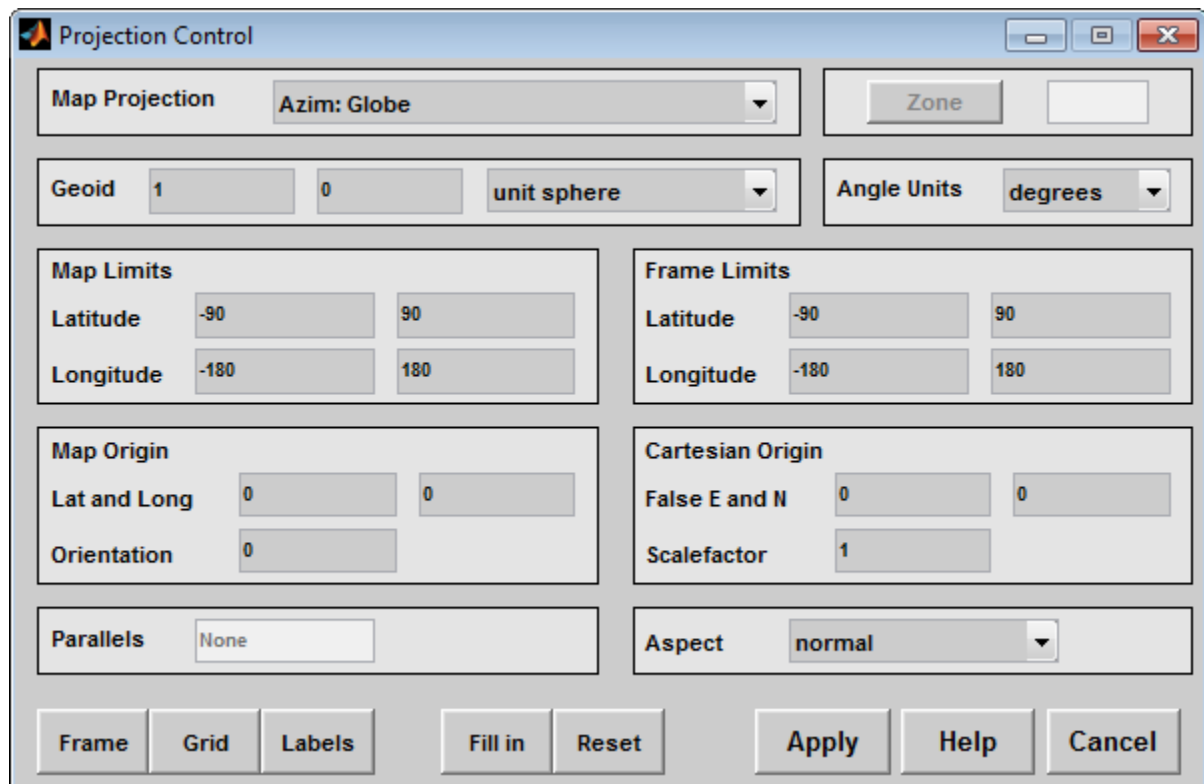 Projection Control
Map Projection Azim: Globe Zone
Geoid 1 0 unit sphere Angle Units degrees
Map Limits
Latitude -90 90
Longitude -180 180
Frame Limits
Latitude -90 90
Longitude -180 180
Map Origin
Lat and Long 0 0
Orientation 0
Cartesian Origin
False E and N 0 0
Scalefactor 1
Parallels None
Aspect normal
Frame Grid Labels Fill in Reset Apply Help Cancel